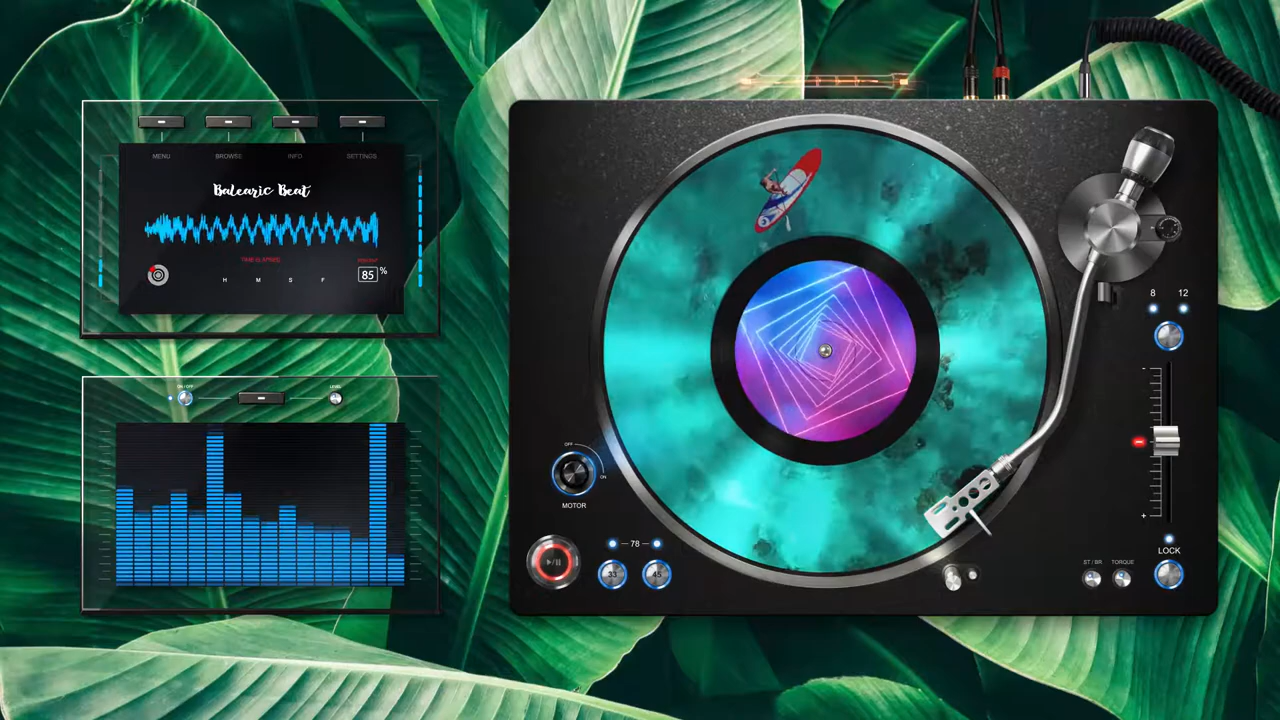 MENU BROWSE INFO SETTINGS
Balearic Beat
TIME ELAPSED
H M S F
85 %
ON / OFF
LEVEL
OFF
ON
MOTOR
78
33 45
8 12
-
+
LOCK
ST / BR TORQUE